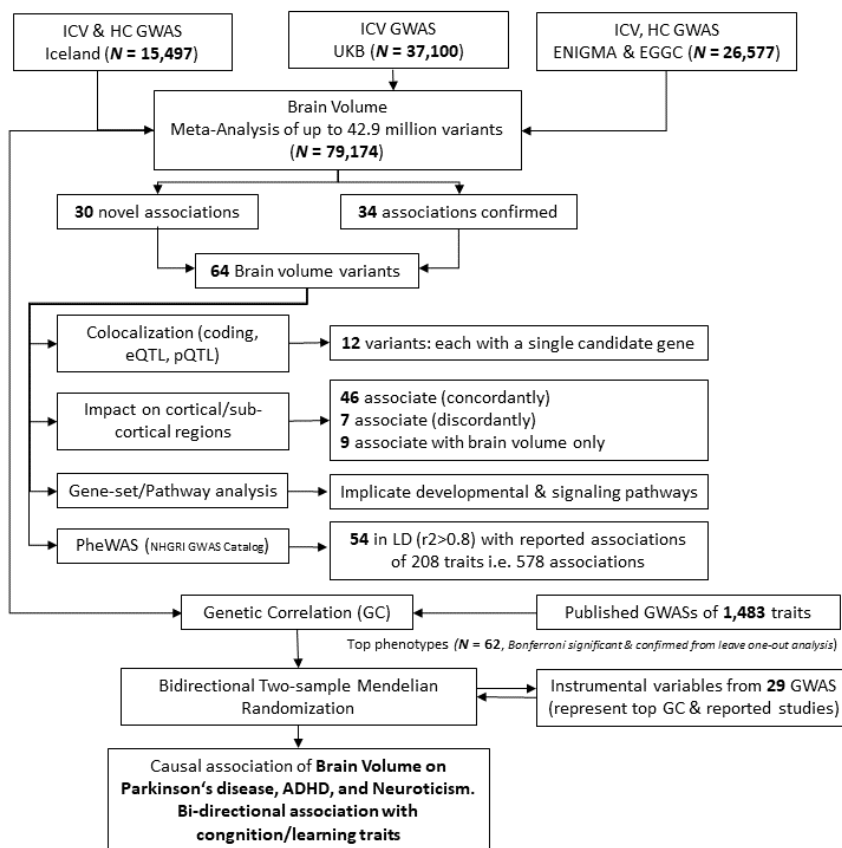 ICV & HC GWAS
Iceland (N = 15,497)
ICV GWAS
UKB (N = 37,100)
ICV, HC GWAS
ENIGMA & EGGC (N = 26,577)
Brain Volume
Meta-Analysis of up to 42.9 million variants
(N = 79,174)
30 novel associations
34 associations confirmed
64 Brain volume variants
Colocalization (coding,
eQTL, pQTL)
12 variants: each with a single candidate gene
Impact on cortical/sub-
cortical regions
46 associate (concordantly)
7 associate (discordantly)
9 associate with brain volume only
Gene-set/Pathway analysis
Implicate developmental & signaling pathways
PheWAS (NHGRI GWAS Catalog)
54 in LD (r2>0.8) with reported associations
of 208 traits i.e. 578 associations
Genetic Correlation (GC)
Published GWASs of 1,483 traits
Top phenotypes (N = 62, Bonferroni significant & confirmed from leave one-out analysis)
Bidirectional Two-sample Mendelian
Randomization
Instrumental variables from 29 GWAS
(represent top GC & reported studies)
Causal association of Brain Volume on
Parkinson‘s disease, ADHD, and Neuroticism.
Bi-directional association with
congnition/learning traits